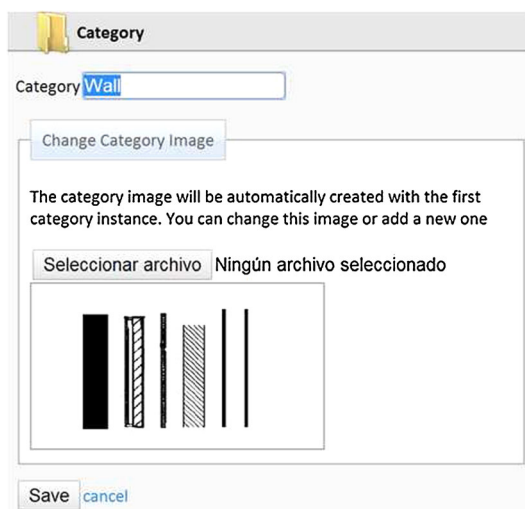 Category
Category Wall
Change Category Image
The category image will be automatically created with the first
category instance. You can change this image or add a new one
Seleccionar archivo Ningún archivo seleccionado
Save cancel